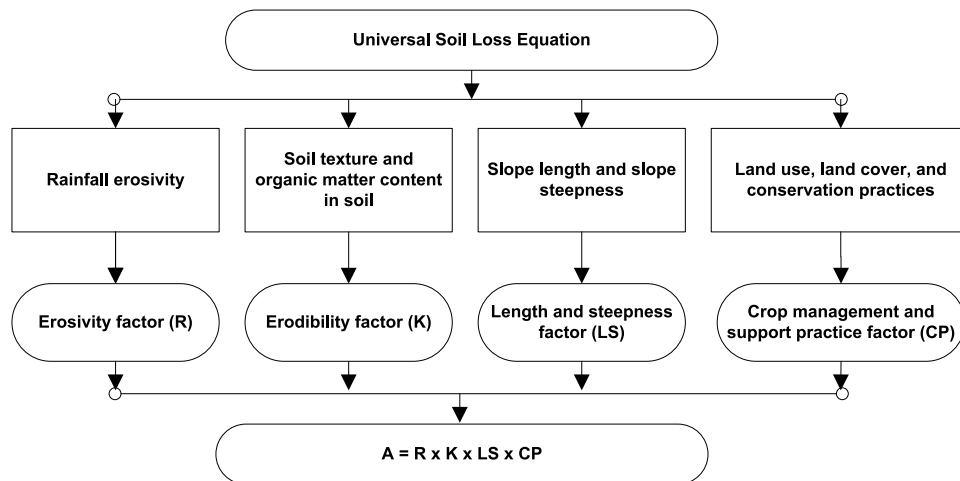 Universal Soil Loss Equation
Rainfall erosivity
Soil texture and
organic matter content
in soil
Slope length and slope
steepness
Land use, land cover, and
conservation practices
Erosivity factor (R)
Erodibility factor (K)
Length and steepness
factor (LS)
Crop management and
support practice factor (CP)
A = R x K x LS x CP